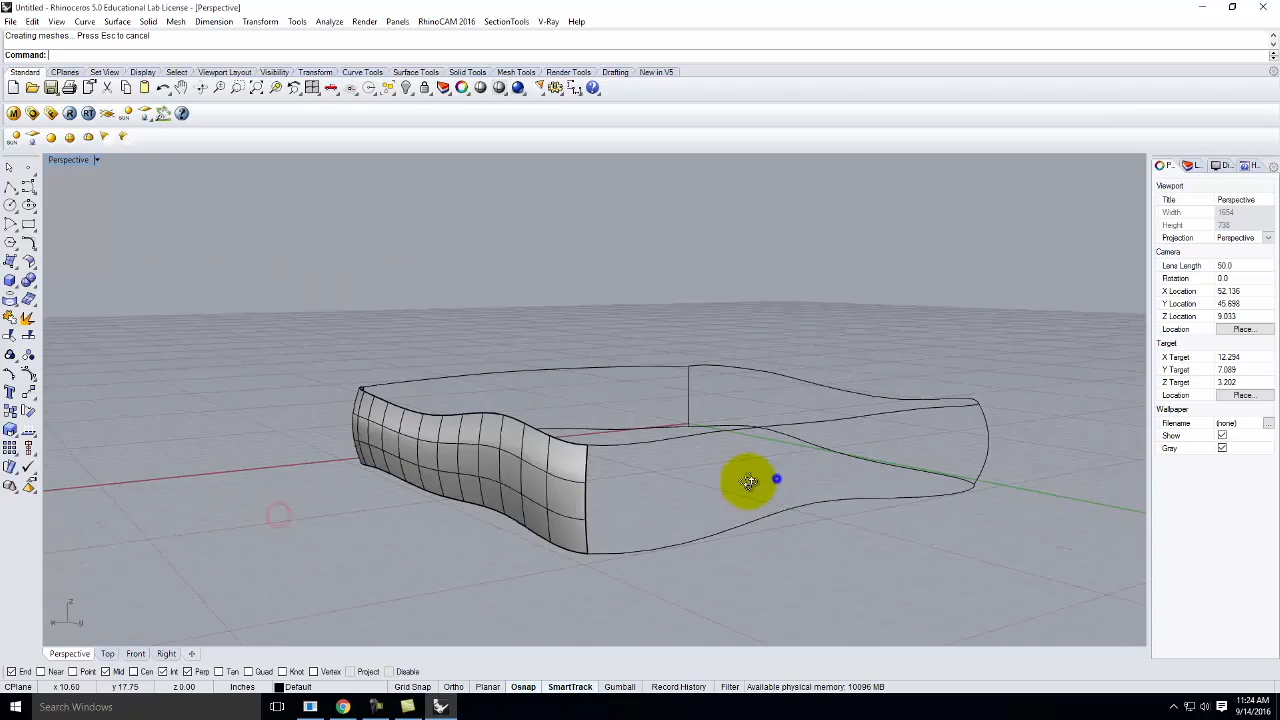 Untitled - Rhinoceros 5.0 Educational Lab License - [Perspective]
File Edit View Curve Surface Solid Mesh Dimension Transform Tools Analyze Render Panels RhinoCAM 2016 SectionTools V-Ray Help
Creating meshes... Press Esc to cancel
Command:
Standard CPlanes Set View Display Select Viewport Layout Visibility Transform Curve Tools Surface Tools Solid Tools Mesh Tools Render Tools Drafting New in V5
SUN
SUN
Perspective
P... L... Di... H...
Viewport
Title Perspective
Width 1654
Height 738
Projection Perspective
Camera
Lens Length 50.0
Rotation 0.0
X Location 52.136
Y Location 45.698
Z Location 9.033
Location Place...
Target
X Target 12.294
Y Target 7.089
Z Target 3.202
Location Place...
Wallpaper
Filename (none) ...
Show
Gray
z
x y
Perspective Top Front Right
End Near Point Mid Cen Int Perp Tan Quad Knot Vertex Project Disable
CPlane x 10.60 y 17.75 z 0.00 Inches Default Grid Snap Ortho Planar Osnap SmartTrack Gumball Record History Filter Available physical memory: 10096 MB
Search Windows
11:24 AM
9/14/2016